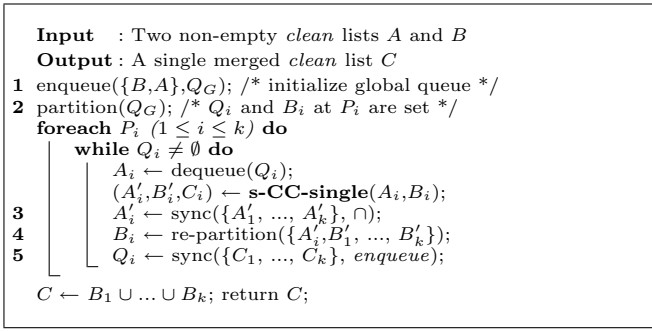 Input : Two non-empty clean lists A and B
Output : A single merged clean list C
1 enqueue({B,A},Q_G); /* initialize global queue */
2 partition(Q_G); /* Q_i and B_i at P_i are set */
foreach P_i (1 ≤ i ≤ k) do
while Q_i ≠ ∅ do
A_i ← dequeue(Q_i);
(A′_i,B′_i,C_i) ← s-CC-single(A_i,B_i);
3 A′_i ← sync({A′_1, ..., A′_k}, ∩);
4 B_i ← re-partition({A′_i,B′_1, ..., B′_k});
5 Q_i ← sync({C_1, ..., C_k}, enqueue);
C ← B_1 ∪ ... ∪ B_k; return C;